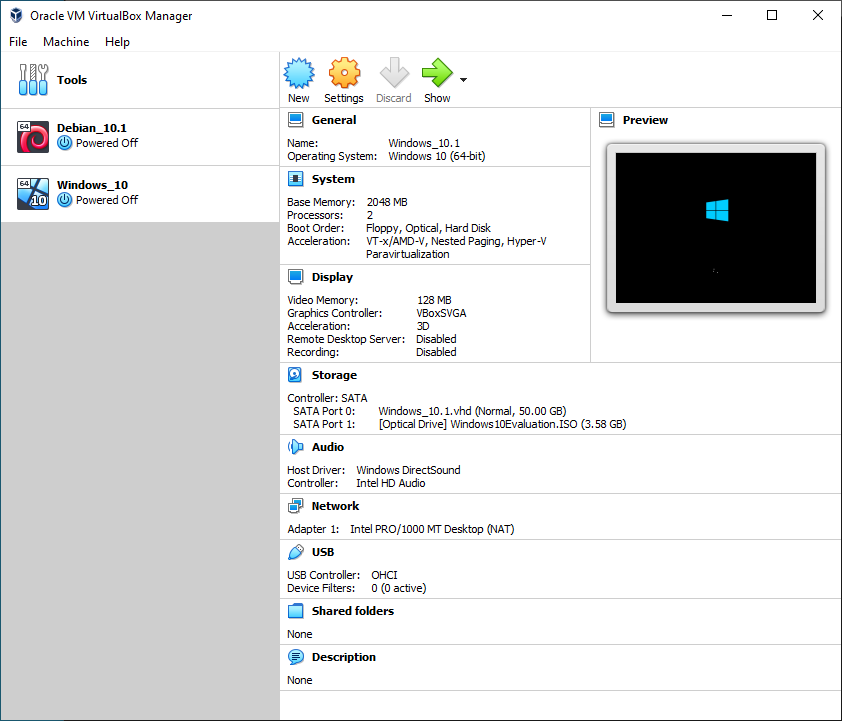 Oracle VM VirtualBox Manager
File Machine Help
Tools
64
Debian_10.1
Powered Off
64
10
Windows_10
Powered Off
New Settings Discard Show
General
Name: Windows_10.1
Operating System: Windows 10 (64-bit)
Preview
System
Base Memory: 2048 MB
Processors: 2
Boot Order: Floppy, Optical, Hard Disk
Acceleration: VT-x/AMD-V, Nested Paging, Hyper-V
Paravirtualization
Display
Video Memory: 128 MB
Graphics Controller: VBoxSVGA
Acceleration: 3D
Remote Desktop Server: Disabled
Recording: Disabled
Storage
Controller: SATA
SATA Port 0: Windows_10.1.vhd (Normal, 50.00 GB)
SATA Port 1: [Optical Drive] Windows10Evaluation.ISO (3.58 GB)
Audio
Host Driver: Windows DirectSound
Controller: Intel HD Audio
Network
Adapter 1: Intel PRO/1000 MT Desktop (NAT)
USB
USB Controller: OHCI
Device Filters: 0 (0 active)
Shared folders
None
Description
None